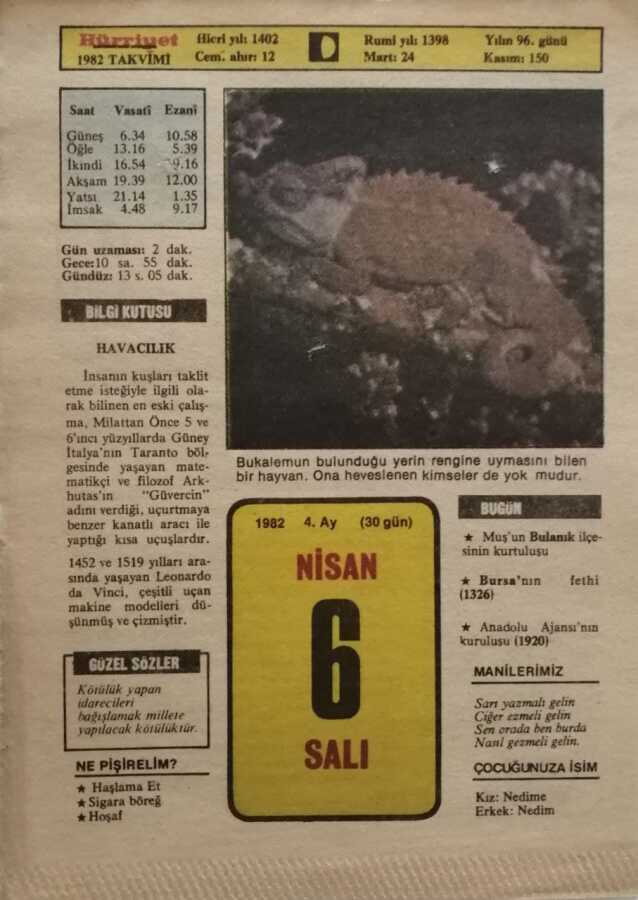 Hürriyet
1982 TAKVİMİ
Hicri yılı: 1402
Cem. ahır: 12
Rumi yılı: 1398
Mart: 24
Yılın 96. günü
Kasım: 150
Saat Vasatî Ezanî
Güneş 6.34 10.58
Öğle 13.16 5.39
İkindi 16.54 9.16
Akşam 19.39 12.00
Yatsı 21.14 1.35
İmsak 4.48 9.17
Gün uzaması: 2 dak.
Gece:10 sa. 55 dak.
Gündüz: 13 s. 05 dak.
BİLGİ KUTUSU
HAVACILIK
İnsanın kuşları taklit
etme isteğiyle ilgili ola-
rak bilinen en eski çalış-
ma, Milattan Önce 5 ve
6'ıncı yüzyıllarda Güney
İtalya'nın Taranto böl-
gesinde yaşayan mate-
matikçi ve filozof Ark-
hutas'ın "Güvercin"
adını verdiği, uçurtmaya
benzer kanatlı aracı ile
yaptığı kısa uçuşlardır.
1452 ve 1519 yılları ara-
sında yaşayan Leonardo
da Vinci, çeşitli uçan
makine modelleri dü-
şünmüş ve çizmiştir.
GÜZEL SÖZLER
Kötülük yapan
idarecileri
bağışlamak millete
yapılacak kötülüktür.
NE PİŞİRELİM?
★ Haşlama Et
★ Sigara böreğ
★ Hoşaf
Bukalemun bulunduğu yerin rengine uymasını bilen
bir hayvan. Ona heveslenen kimseler de yok mudur.
1982 4. Ay (30 gün)
NİSAN
6
SALI
BUGÜN
★ Muş'un Bulanık ilçe-
sinin kurtuluşu
★ Bursa'nın fethi
(1326)
★ Anadolu Ajansı'nın
kuruluşu (1920)
MANİLERİMİZ
Sarı yazmalı gelin
Ciğer ezmeli gelin
Sen orada ben burda
Nasıl gezmeli gelin.
ÇOCUĞUNUZA İSİM
Kız: Nedime
Erkek: Nedim